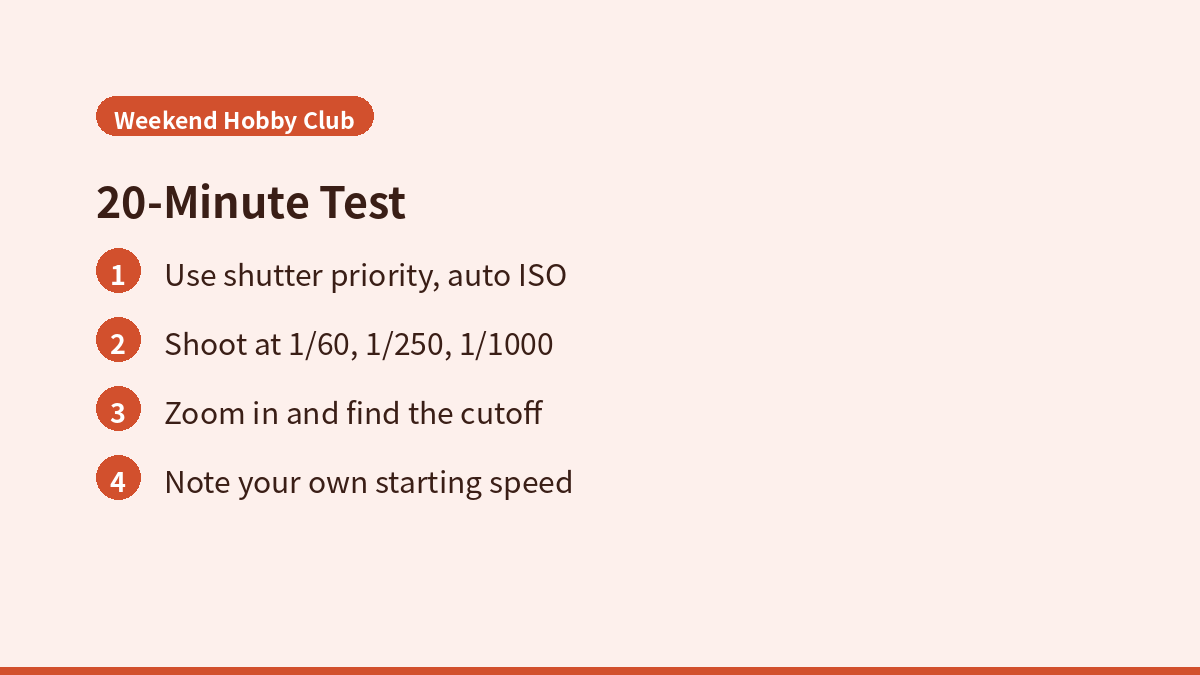 Weekend Hobby Club
20-Minute Test
1 Use shutter priority, auto ISO
2 Shoot at 1/60, 1/250, 1/1000
3 Zoom in and find the cutoff
4 Note your own starting speed